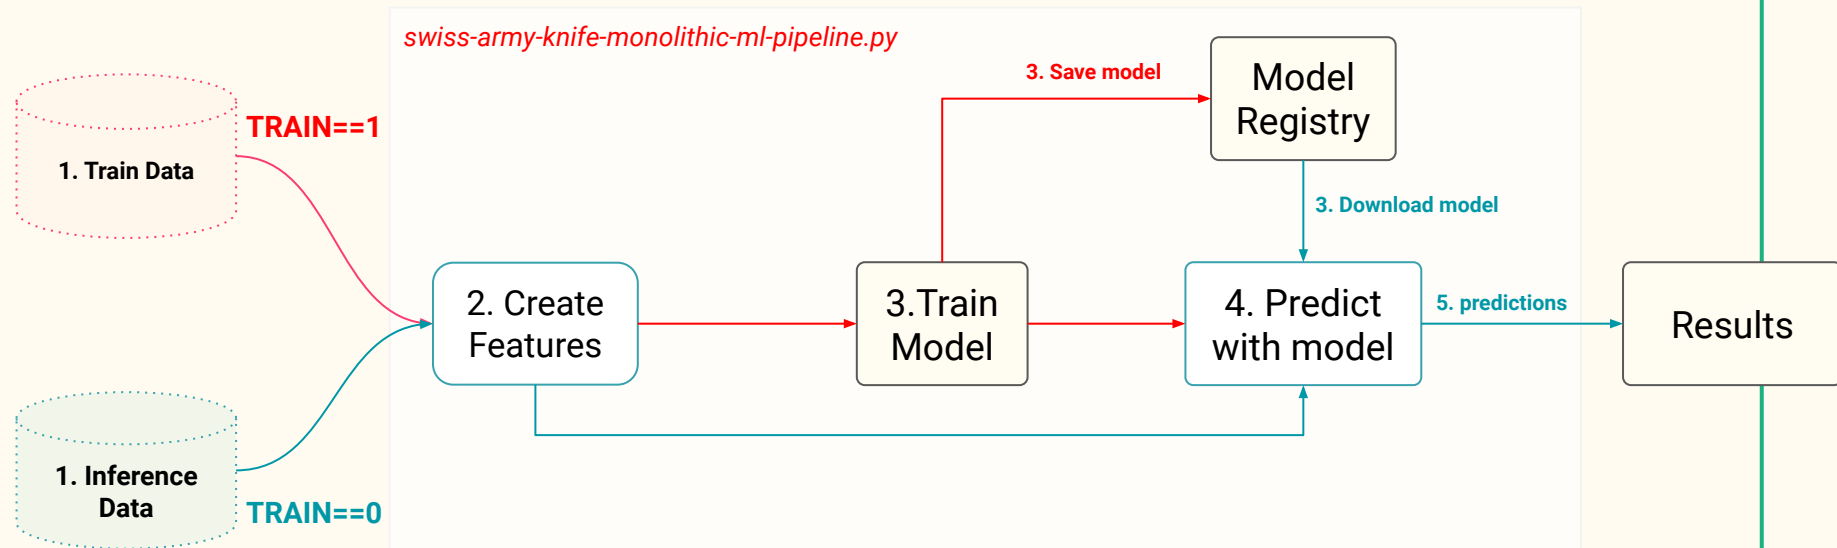 swiss-army-knife-monolithic-ml-pipeline.py
TRAIN==1
1. Train Data
3. Save model
Model
Registry
3. Download model
2. Create
Features
3.Train
Model
4. Predict
with model
5. predictions
Results
1. Inference
Data
TRAIN==0